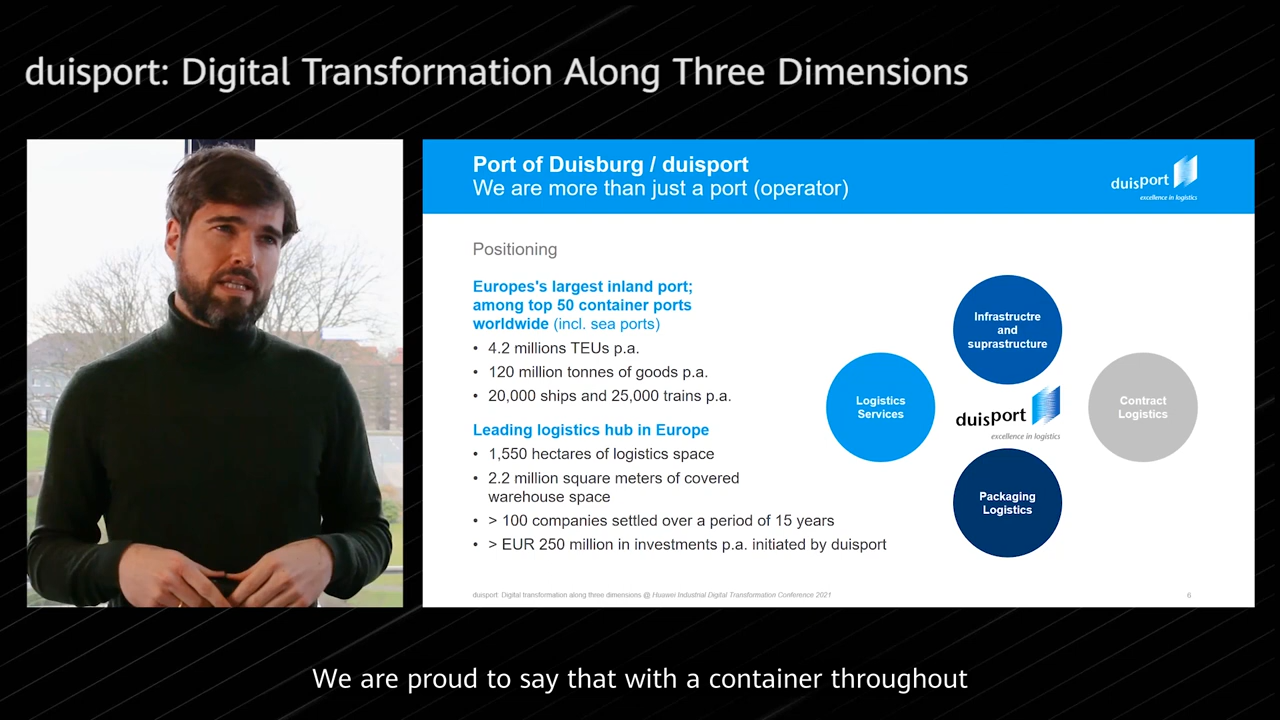 duisport: Digital Transformation Along Three Dimensions
Port of Duisburg / duisport
We are more than just a port (operator)
duisport
excellence in logistics
Positioning
Europes's largest inland port;
among top 50 container ports
worldwide (incl. sea ports)
• 4.2 millions TEUs p.a.
• 120 million tonnes of goods p.a.
• 20,000 ships and 25,000 trains p.a.
Leading logistics hub in Europe
• 1,550 hectares of logistics space
• 2.2 million square meters of covered
warehouse space
• > 100 companies settled over a period of 15 years
• > EUR 250 million in investments p.a. initiated by duisport
Infrastructre
and
suprastructure
Logistics
Services
duisport
excellence in logistics
Contract
Logistics
Packaging
Logistics
duisport: Digital transformation along three dimensions @ Huawei Industrial Digital Transformation Conference 2021
6
We are proud to say that with a container throughout